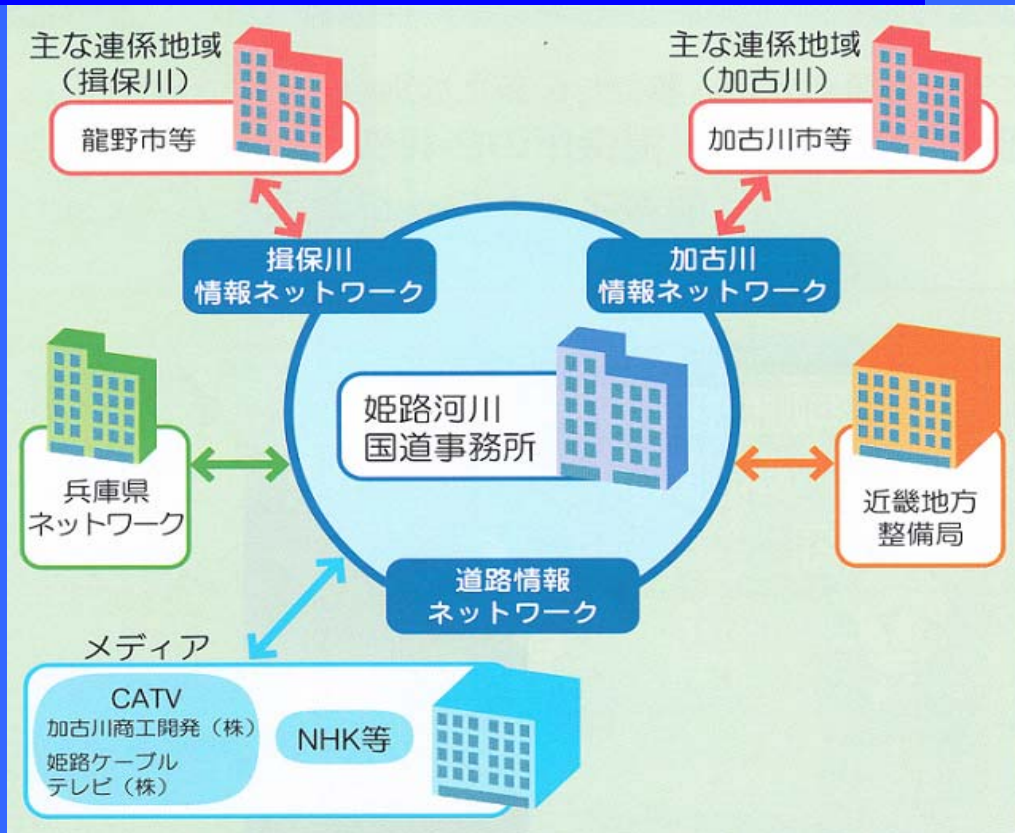 主な連係地域
（揖保川）
龍野市等
主な連係地域
（加古川）
加古川市等
揖保川
情報ネットワーク
加古川
情報ネットワーク
姫路河川
国道事務所
兵庫県
ネットワーク
近畿地方
整備局
道路情報
ネットワーク
メディア
CATV
加古川商工開発（株）
姫路ケーブル
テレビ（株）
NHK等